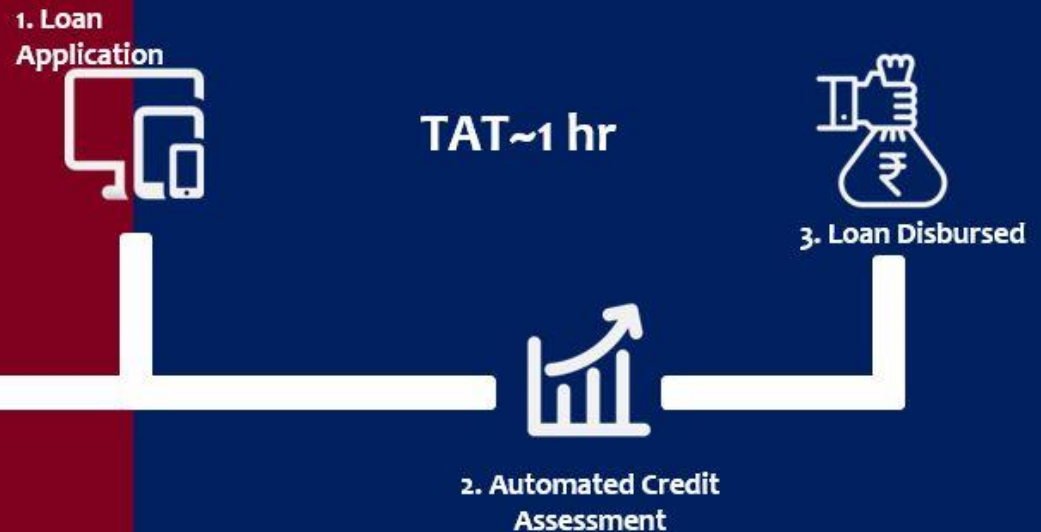 1. Loan
Application
TAT~1 hr
₹
3. Loan Disbursed
2. Automated Credit
Assessment